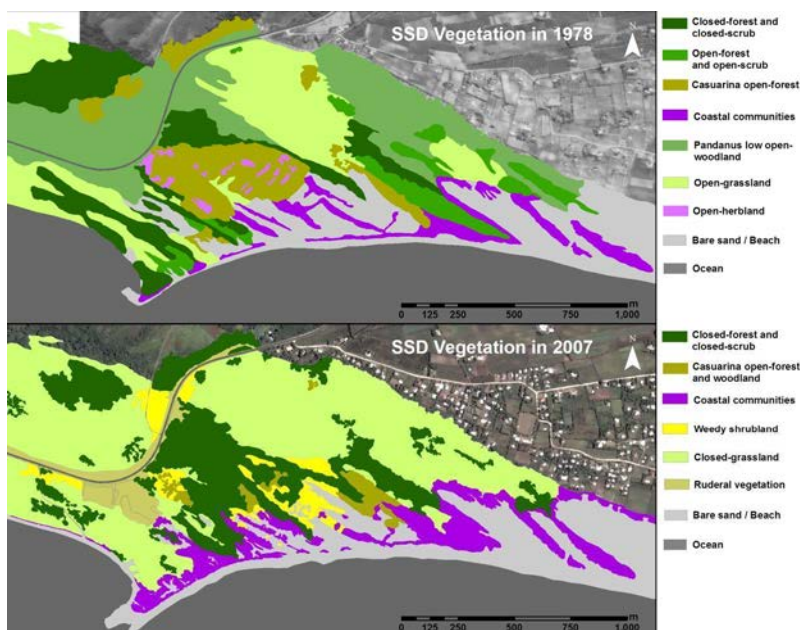 SSD Vegetation in 1978
N
Closed-forest and
closed-scrub
Open-forest
and open-scrub
Casuarina open-forest
Coastal communities
Pandanus low open-
woodland
Open-grassland
Open-herbland
Bare sand / Beach
Ocean
m
0 125 250 500 750 1,000
SSD Vegetation in 2007
N
Closed-forest and
closed-scrub
Casuarina open-forest
and woodland
Coastal communities
Weedy shrubland
Closed-grassland
Ruderal vegetation
Bare sand / Beach
Ocean
m
0 125 250 500 750 1,000